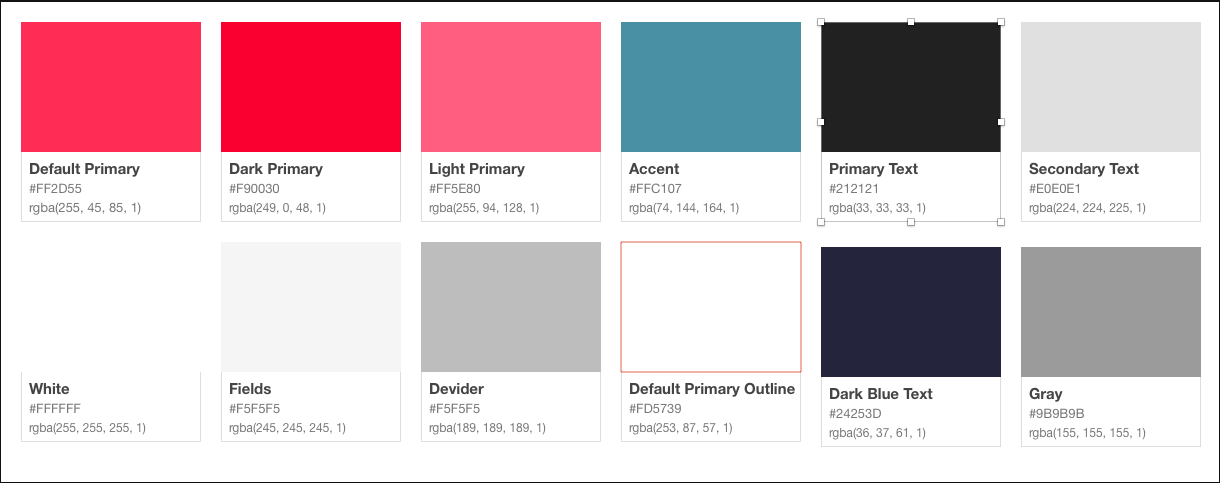 Default Primary
#FF2D55
rgba(255, 45, 85, 1)
Dark Primary
#F90030
rgba(249, 0, 48, 1)
Light Primary
#FF5E80
rgba(255, 94, 128, 1)
Accent
#FFC107
rgba(74, 144, 164, 1)
Primary Text
#212121
rgba(33, 33, 33, 1)
Secondary Text
#E0E0E1
rgba(224, 224, 225, 1)
White
#FFFFFF
rgba(255, 255, 255, 1)
Fields
#F5F5F5
rgba(245, 245, 245, 1)
Devider
#F5F5F5
rgba(189, 189, 189, 1)
Default Primary Outline
#FD5739
rgba(253, 87, 57, 1)
Dark Blue Text
#24253D
rgba(36, 37, 61, 1)
Gray
#9B9B9B
rgba(155, 155, 155, 1)